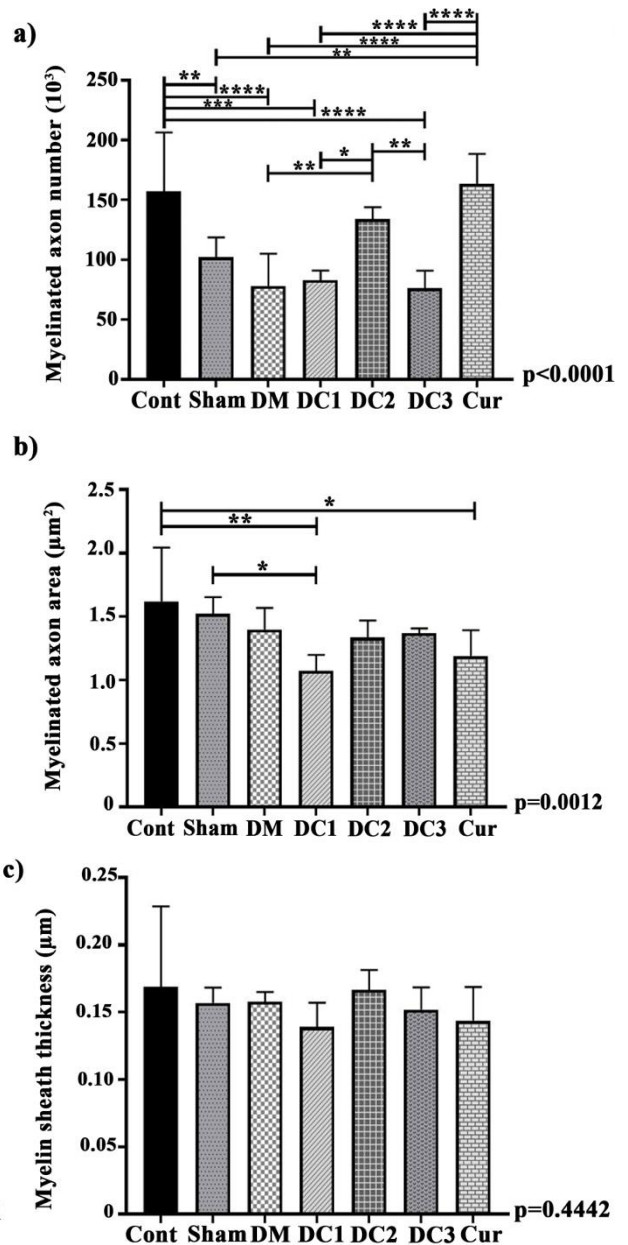 a)
****
****
****
****
**
Myelinated axon number (10³)
250
200
150
100
50
0
**
****
***
****
*
**
**
Cont Sham DM DC1 DC2 DC3 Cur
p<0.0001
b)
Myelinated axon area (µm²)
2.5
2.0
1.5
1.0
0.5
0
*
**
*
Cont Sham DM DC1 DC2 DC3 Cur
p=0.0012
c)
Myelin sheath thickness (µm)
0.25
0.20
0.15
0.10
0.05
0
Cont Sham DM DC1 DC2 DC3 Cur
p=0.4442